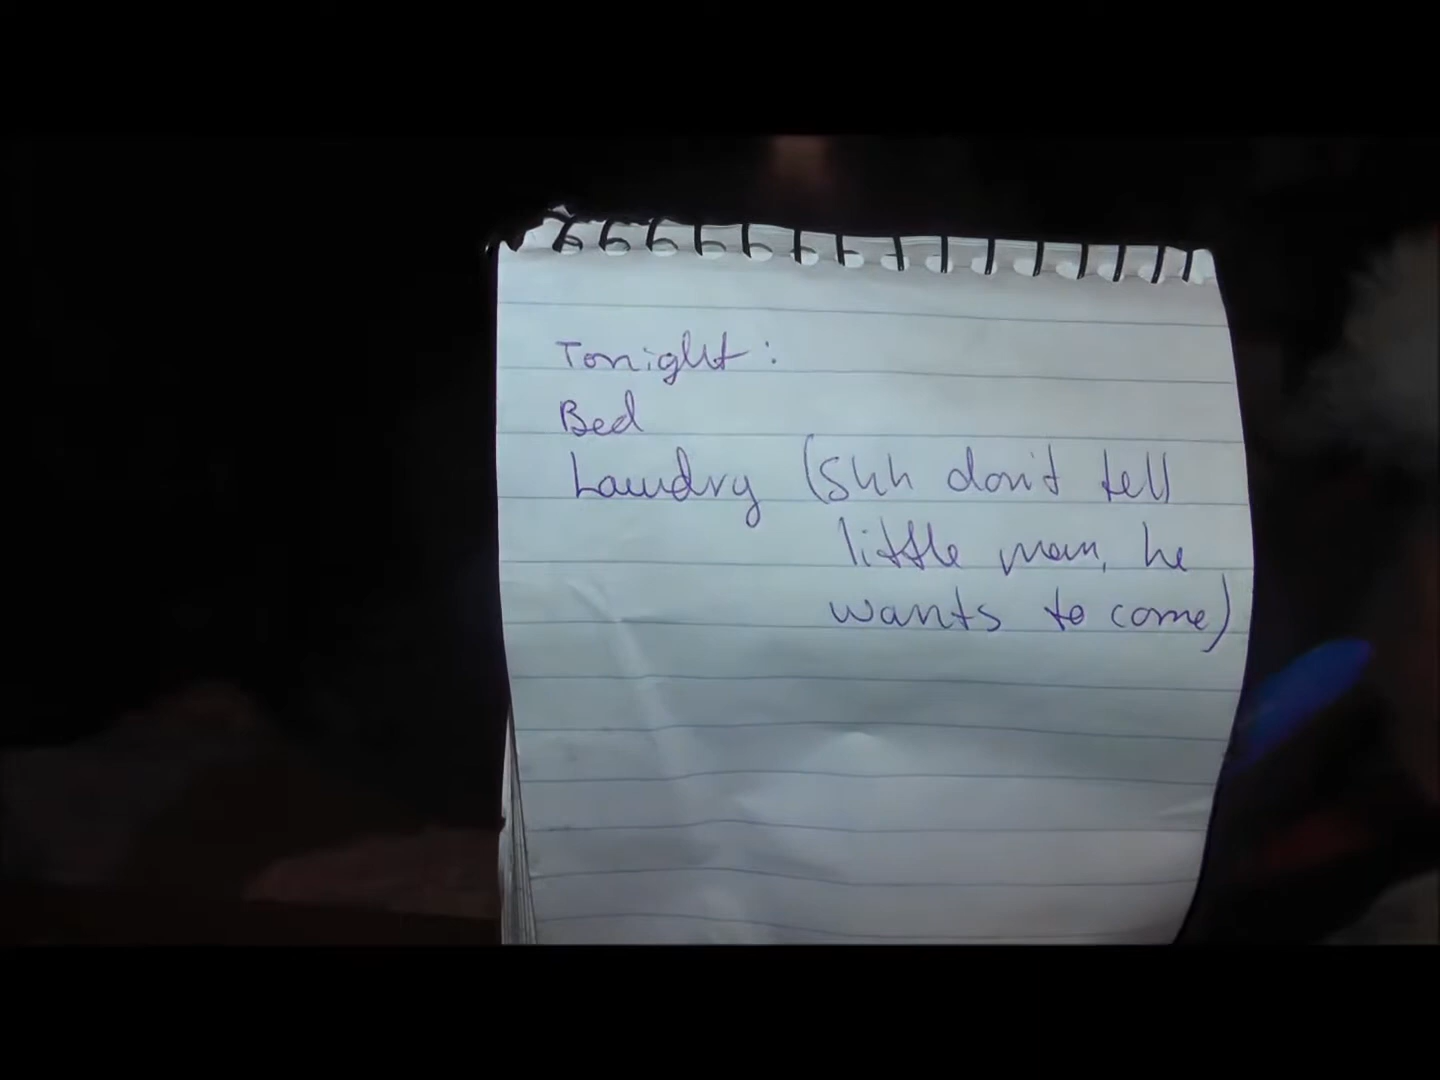 Tonight:
Bed
Laundry (Shh don't tell
little man, he
wants to come)